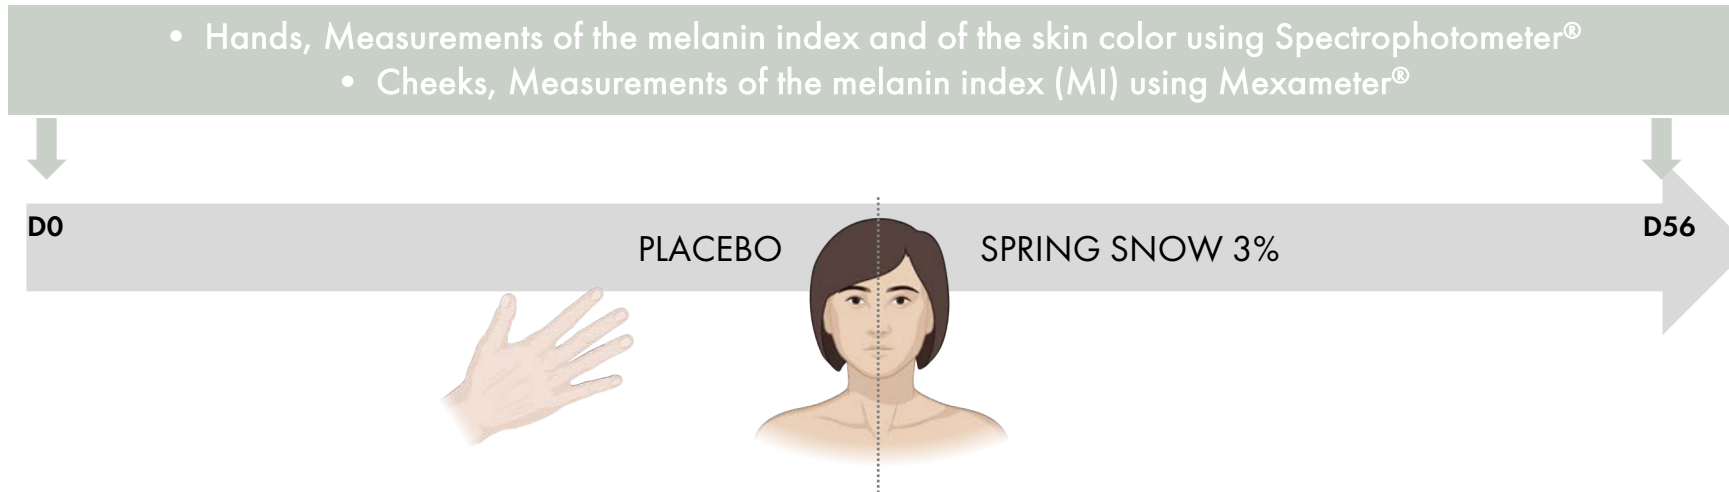 • Hands, Measurements of the melanin index and of the skin color using Spectrophotometer®
• Cheeks, Measurements of the melanin index (MI) using Mexameter®
D0
PLACEBO
SPRING SNOW 3%
D56